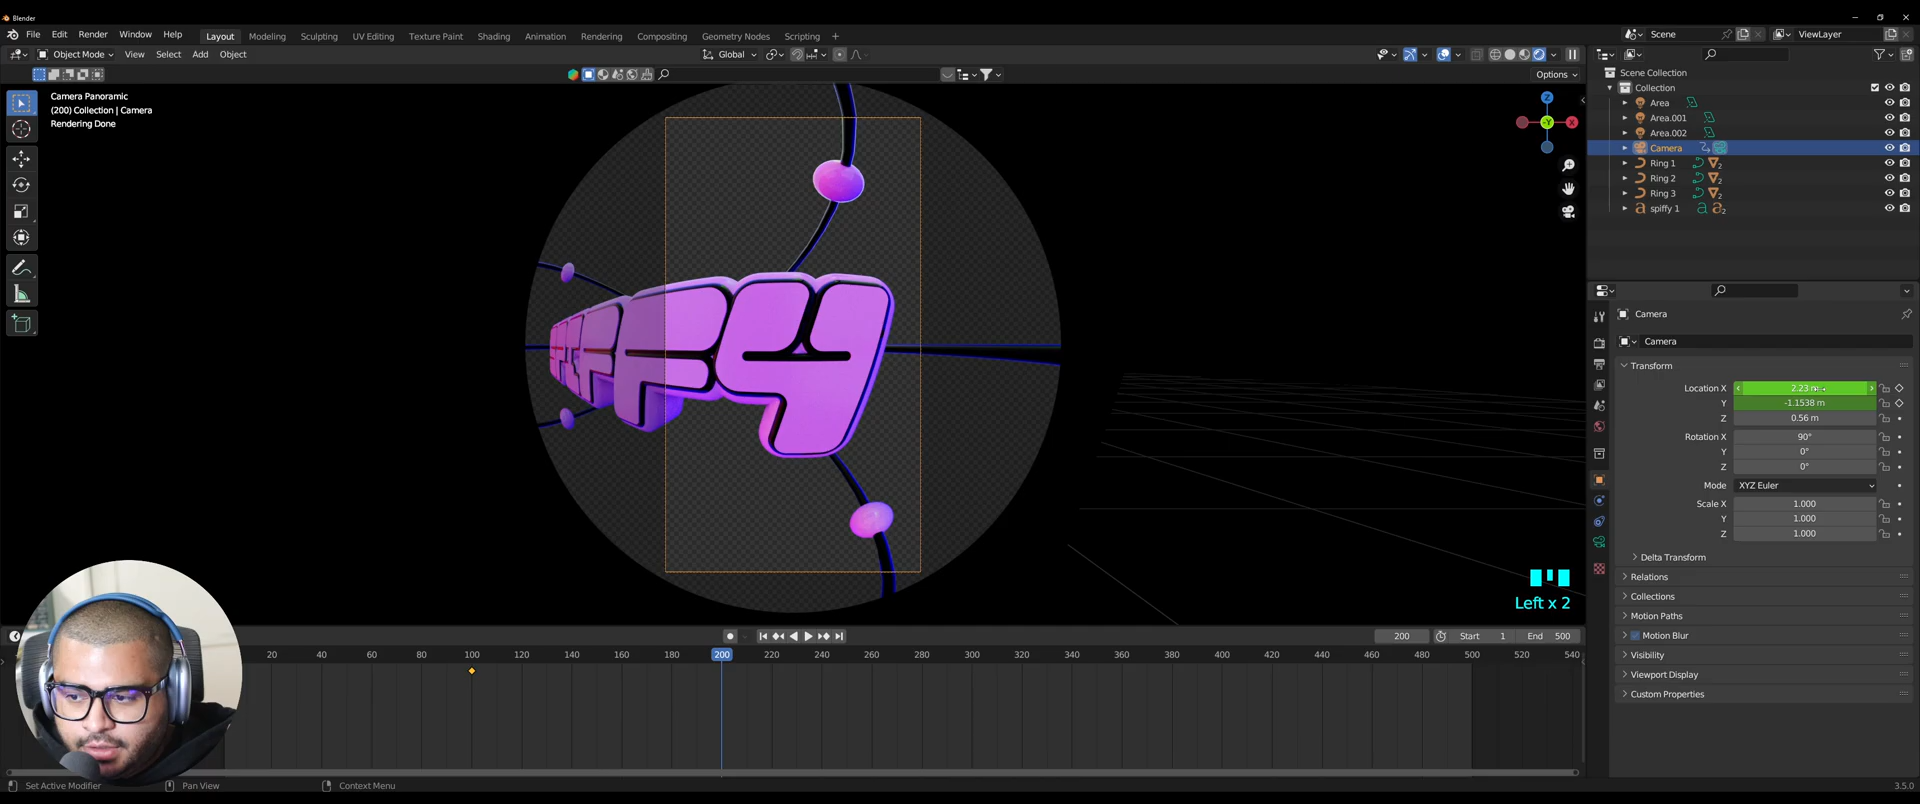 Blender
File Edit Render Window Help Layout Modeling Sculpting UV Editing Texture Paint Shading Animation Rendering Compositing Geometry Nodes Scripting + Scene ViewLayer
Object Mode View Select Add Object Global
Options
Camera Panoramic
(200) Collection | Camera
Rendering Done
Z
-Y
X
Scene Collection
Collection
Area
Area.001
Area.002
Camera
Ring 1
Ring 2
Ring 3
spiffy 1
Camera
Camera
Transform
Location X 2.23 m
Y -1.1538 m
Z 0.56 m
Rotation X 90°
Y 0°
Z 0°
Mode XYZ Euler
Scale X 1.000
Y 1.000
Z 1.000
Delta Transform
Relations
Collections
Motion Paths
Motion Blur
Visibility
Viewport Display
Custom Properties
Left x 2
200 Start 1 End 500
20 40 60 80 100 120 140 160 180 200 220 240 260 280 300 320 340 360 380 400 420 440 460 480 500 520 540
Set Active Modifier Pan View Context Menu 3.5.0